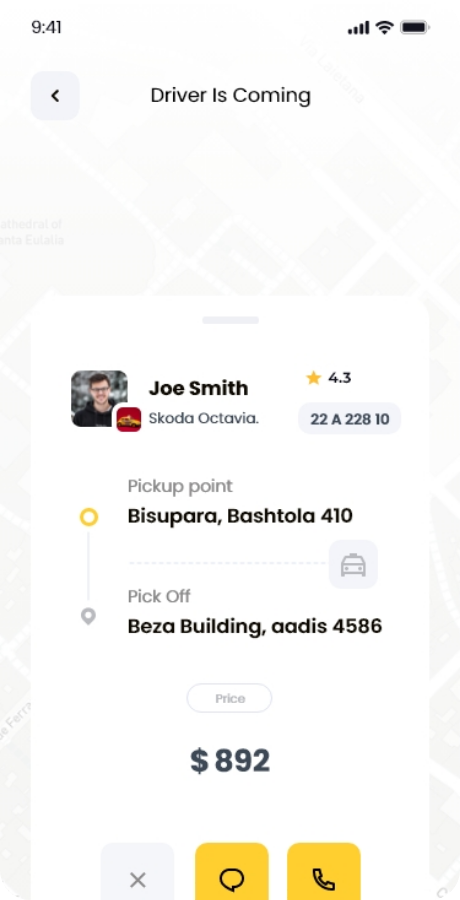 9:41
Driver Is Coming
athedral of
anta Eulalia
Joe Smith
4.3
Skoda Octavia.
22 A 228 10
Pickup point
Bisupara, Bashtola 410
Pick Off
Beza Building, aadis 4586
Price
$ 892